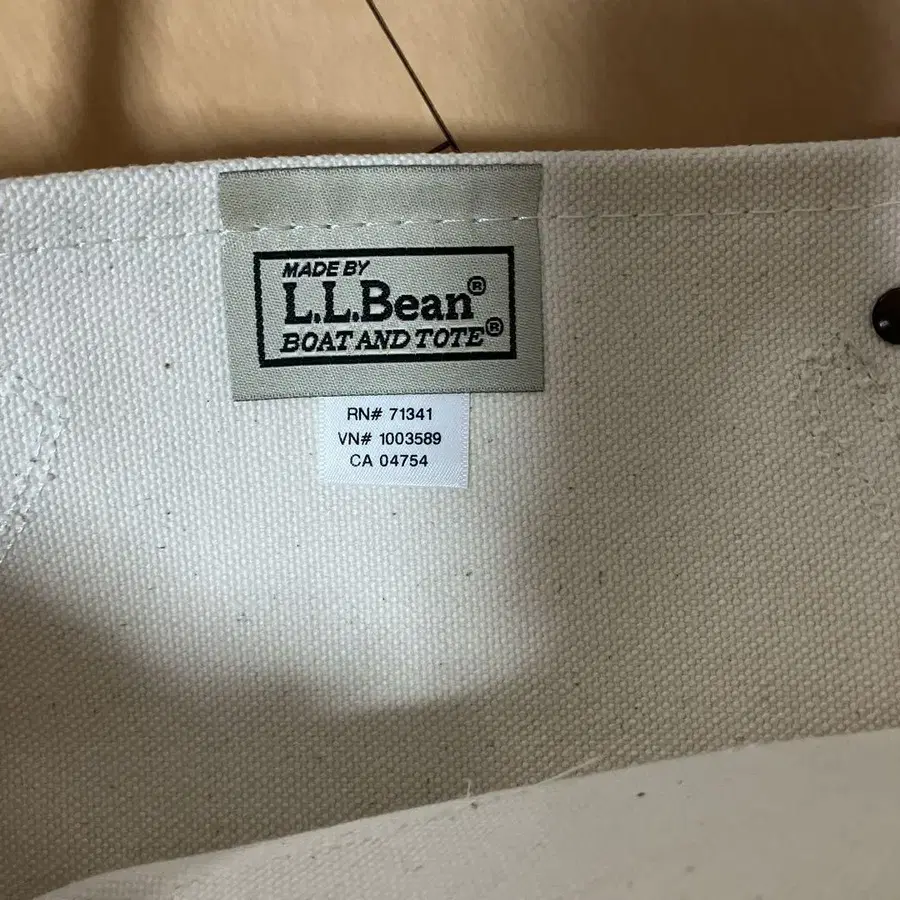 MADE BY
L.L.Bean®
BOAT AND TOTE®
RN# 71341
VN# 1003589
CA 04754